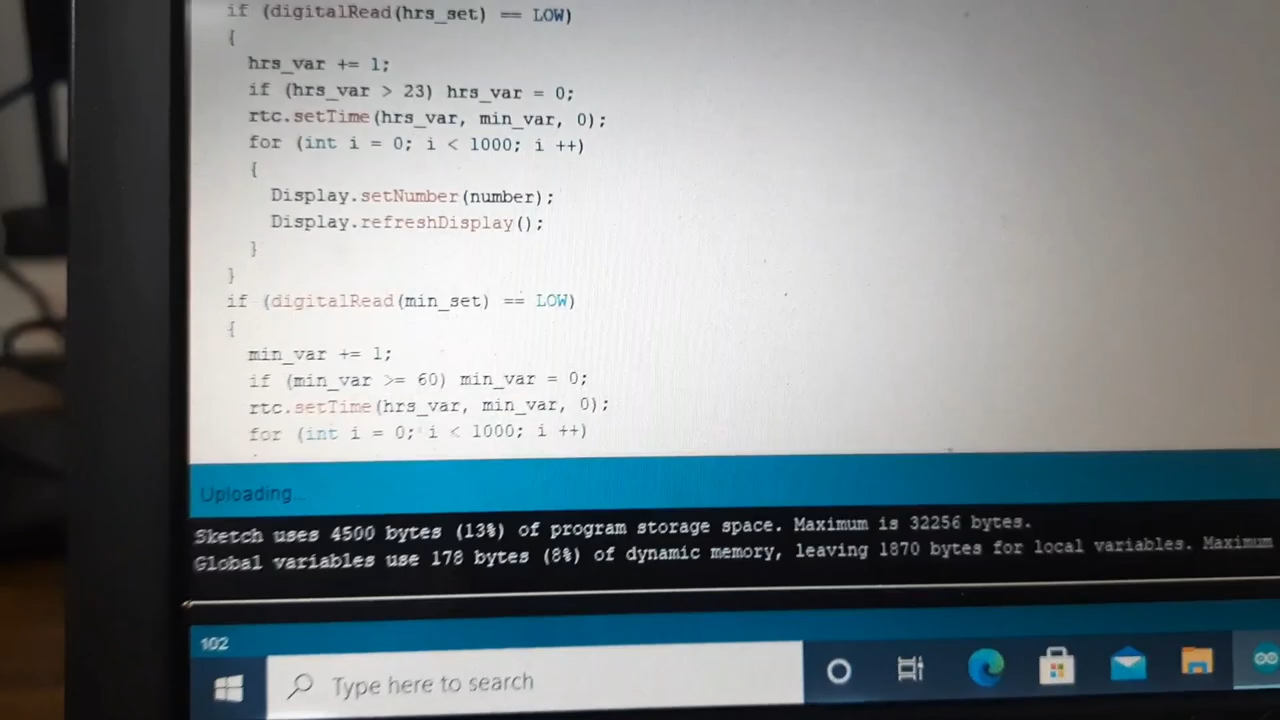 if (digitalRead(hrs_set) == LOW)
{
hrs_var += 1;
if (hrs_var > 23) hrs_var = 0;
rtc.setTime(hrs_var, min_var, 0);
for (int i = 0; i < 1000; i ++)
{
Display.setNumber(number);
Display.refreshDisplay();
}
}
if (digitalRead(min_set) == LOW)
{
min_var += 1;
if (min_var >= 60) min_var = 0;
rtc.setTime(hrs_var, min_var, 0);
for (int i = 0; i < 1000; i ++)
Uploading...
Sketch uses 4500 bytes (13%) of program storage space. Maximum is 32256 bytes.
Global variables use 178 bytes (8%) of dynamic memory, leaving 1870 bytes for local variables. Maximum
102
Type here to search